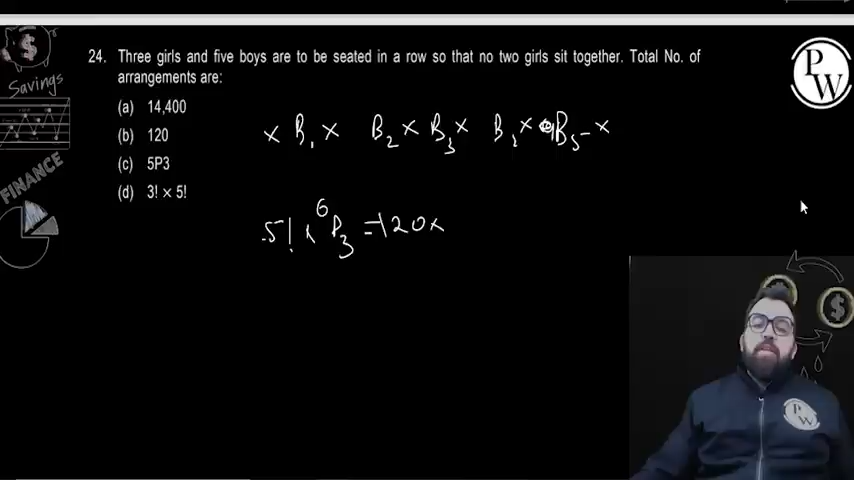 24. Three girls and five boys are to be seated in a row so that no two girls sit together. Total No. of
arrangements are:
(a) 14,400
(b) 120
(c) 5P3
(d) 3! × 5!
× B₁ × B₂ × B₃ × × B₅ ×
5! × ⁶P₃ = 120 ×
Savings
FINANCE
P
W
P
W